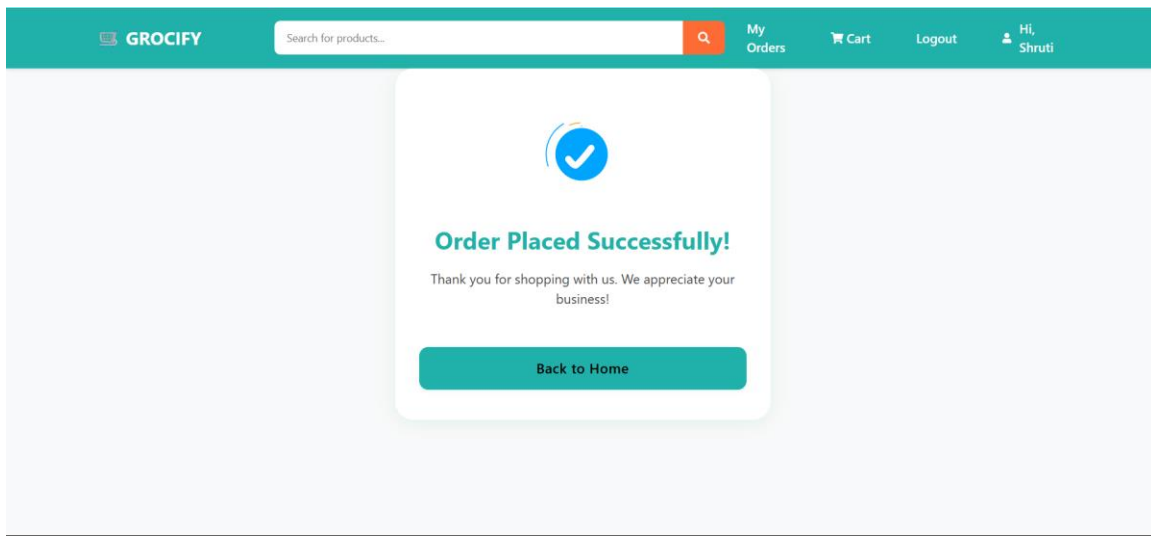 GROCIFY
Search for products...
My
Orders
Cart
Logout
Hi,
Shruti
Order Placed Successfully!
Thank you for shopping with us. We appreciate your
business!
Back to Home